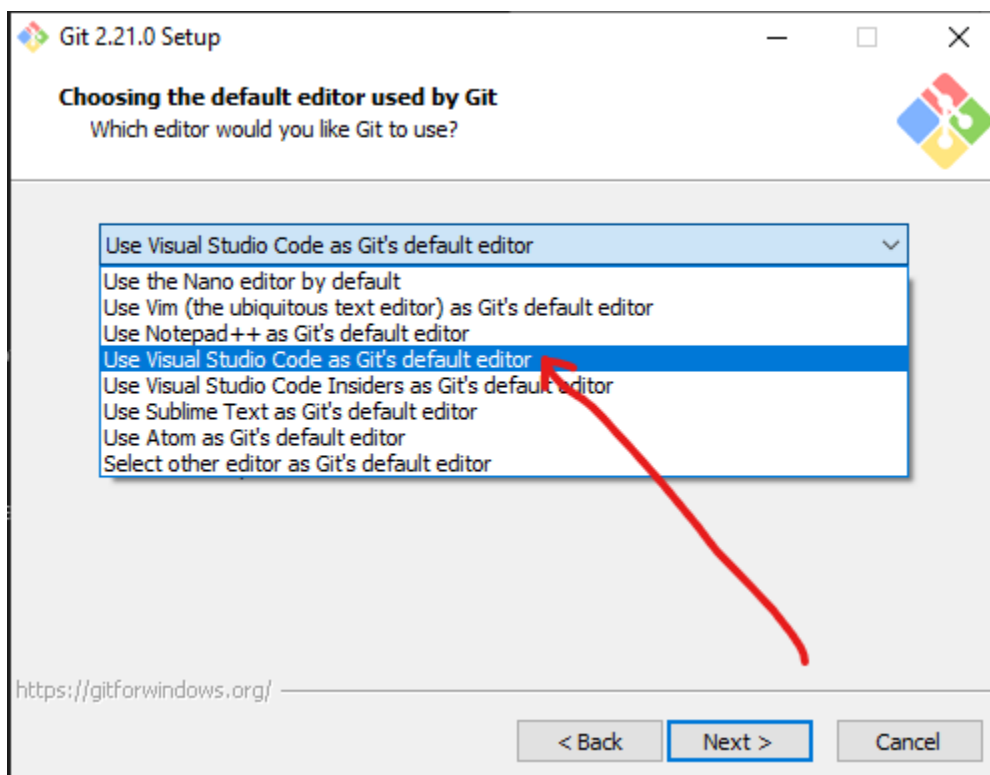 Git 2.21.0 Setup
Choosing the default editor used by Git
Which editor would you like Git to use?
Use Visual Studio Code as Git's default editor
Use the Nano editor by default
Use Vim (the ubiquitous text editor) as Git's default editor
Use Notepad++ as Git's default editor
Use Visual Studio Code as Git's default editor
Use Visual Studio Code Insiders as Git's default editor
Use Sublime Text as Git's default editor
Use Atom as Git's default editor
Select other editor as Git's default editor
https://gitforwindows.org/
< Back Next > Cancel